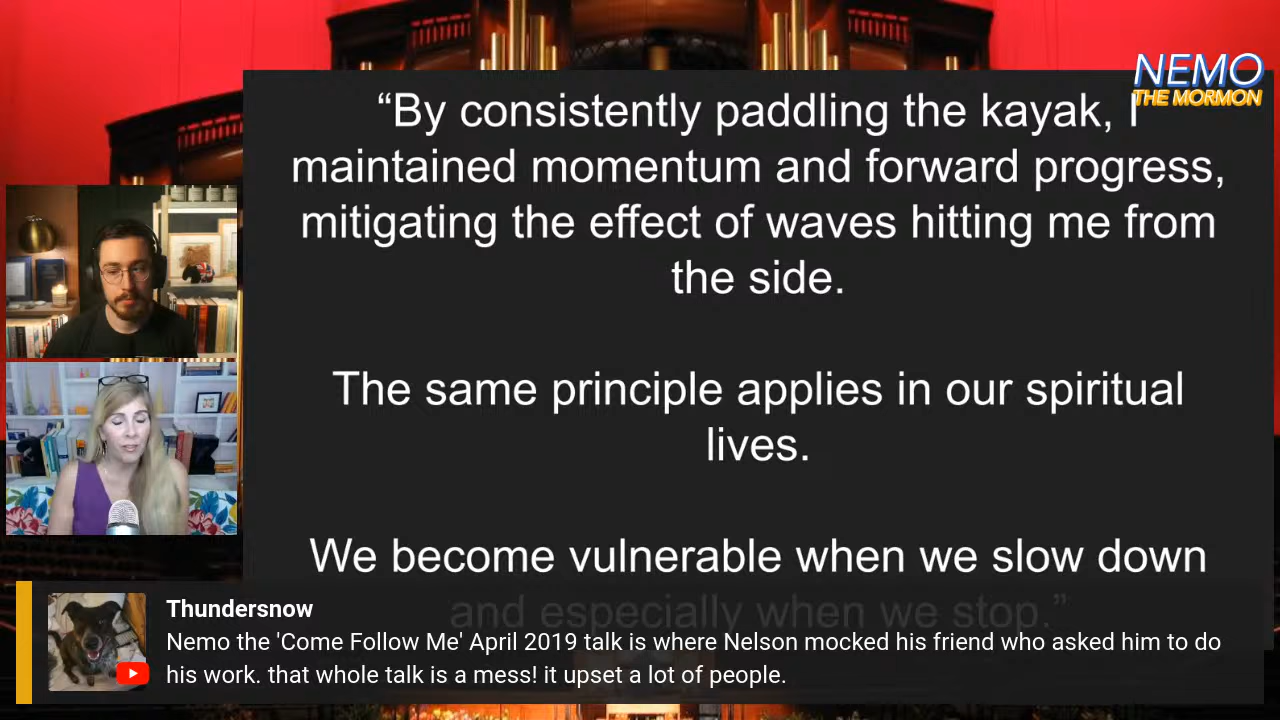 NEMO
THE MORMON
“By consistently paddling the kayak, I
maintained momentum and forward progress,
mitigating the effect of waves hitting me from
the side.
The same principle applies in our spiritual
lives.
We become vulnerable when we slow down
and especially when we stop.”
Thundersnow
Nemo the 'Come Follow Me' April 2019 talk is where Nelson mocked his friend who asked him to do
his work. that whole talk is a mess! it upset a lot of people.